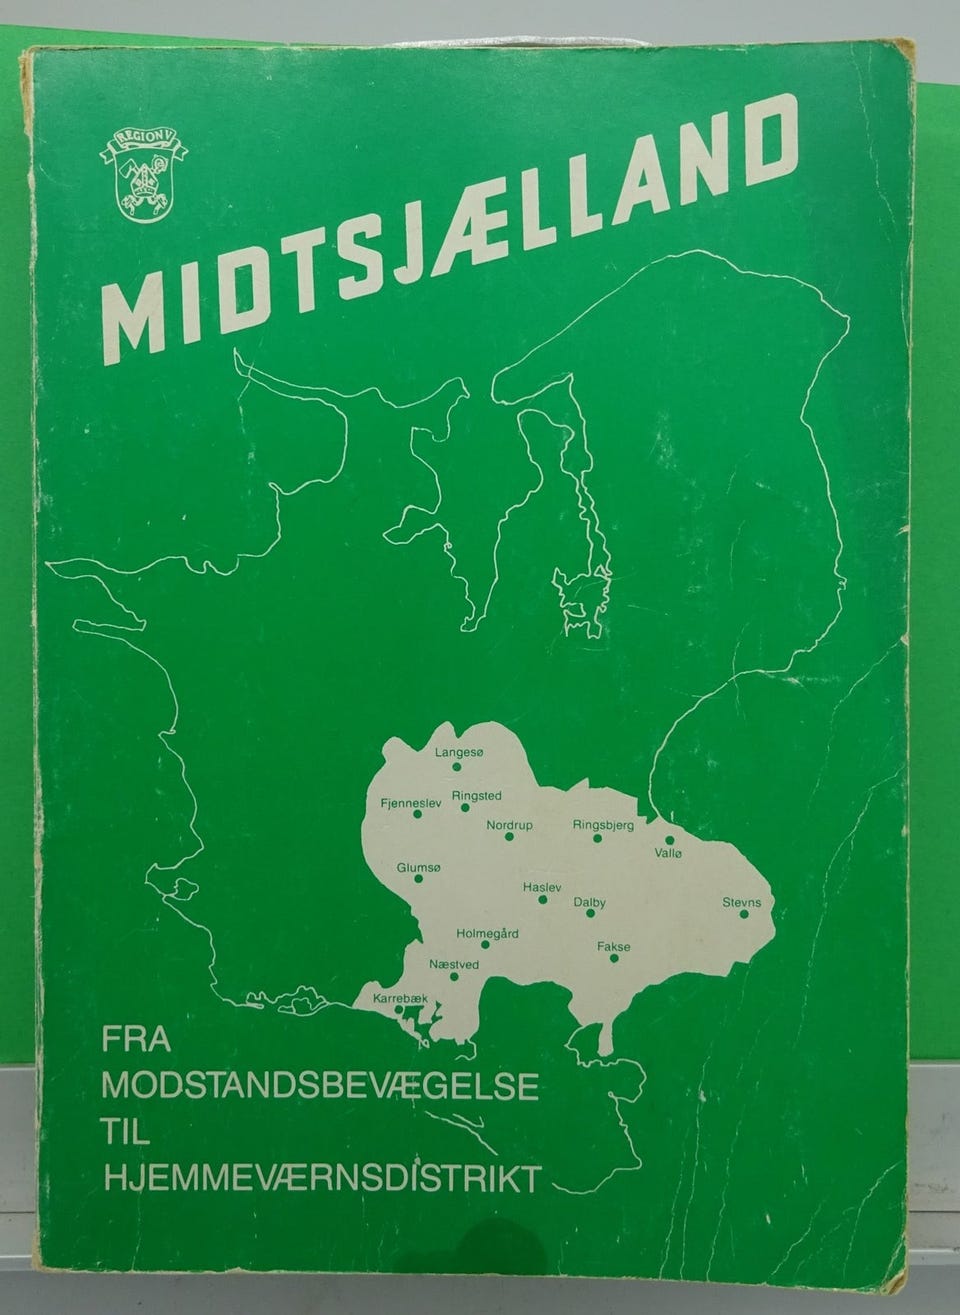 REGION V
MIDTSJÆLLAND
Langesø
Fjenneslev
Ringsted
Nordrup
Ringsbjerg
Vallø
Glumsø
Haslev
Dalby
Stevns
Holmegård
Fakse
Næstved
Karrebæk
FRA
MODSTANDSBEVÆGELSE
TIL
HJEMMEVÆRNSDISTRIKT